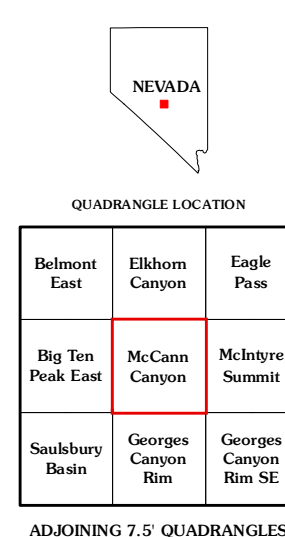 NEVADA
QUADRANGLE LOCATION
Belmont
East
Elkhorn
Canyon
Eagle
Pass
Big Ten
Peak East
McCann
Canyon
McIntyre
Summit
Saulsbury
Basin
Georges
Canyon
Rim
Georges
Canyon
Rim SE
ADJOINING 7.5' QUADRANGLES